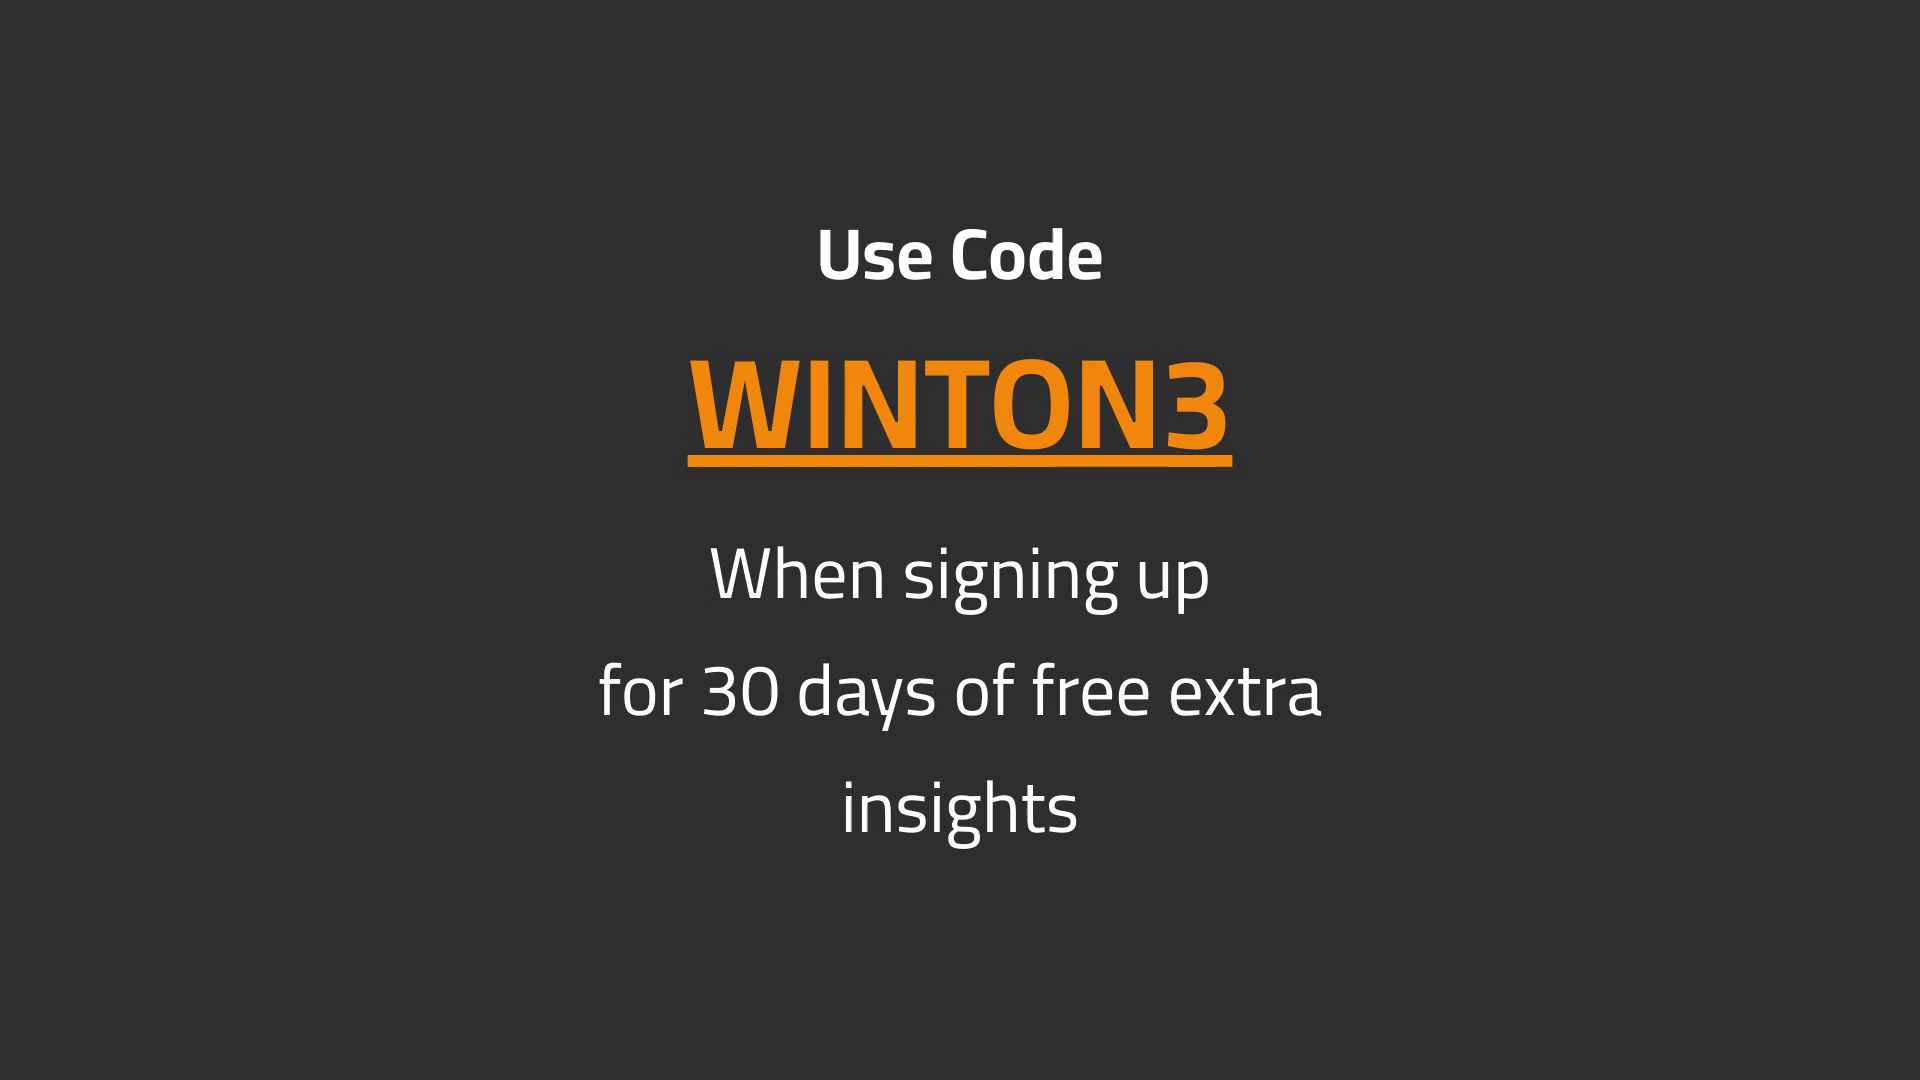 Use Code
WINTON3
When signing up
for 30 days of free extra
insights